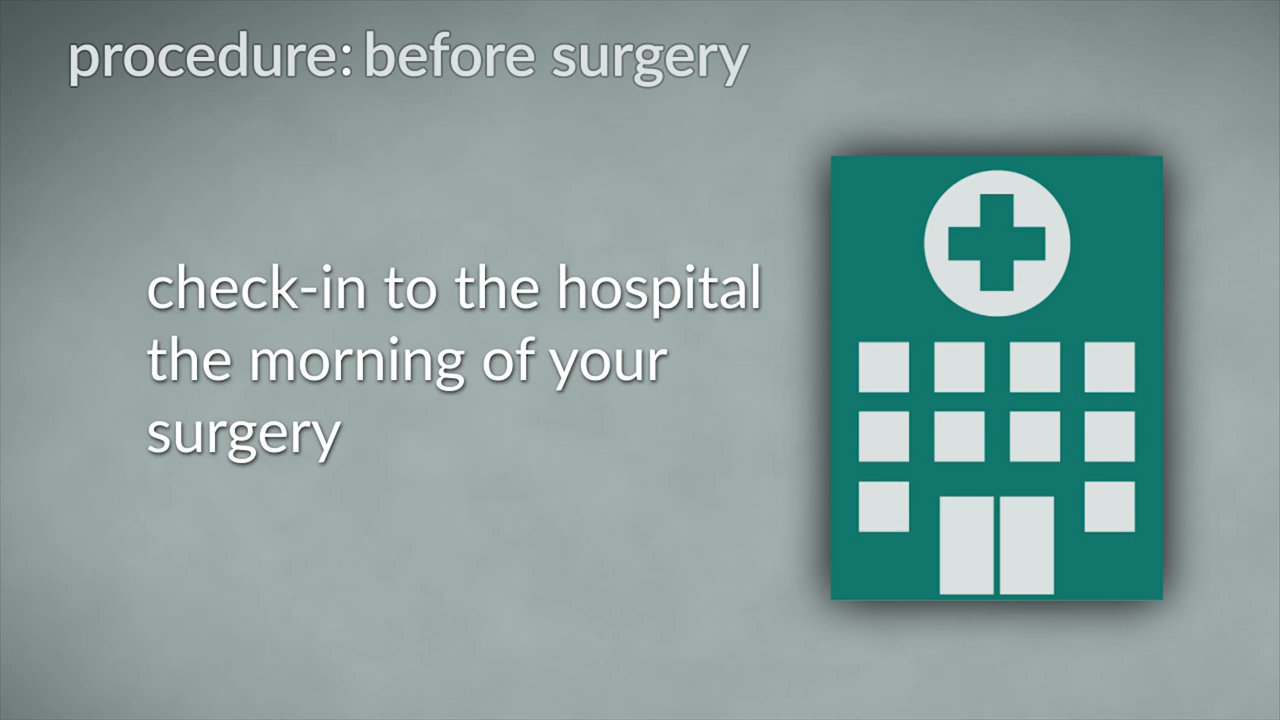 procedure: before surgery
check-in to the hospital
the morning of your
surgery